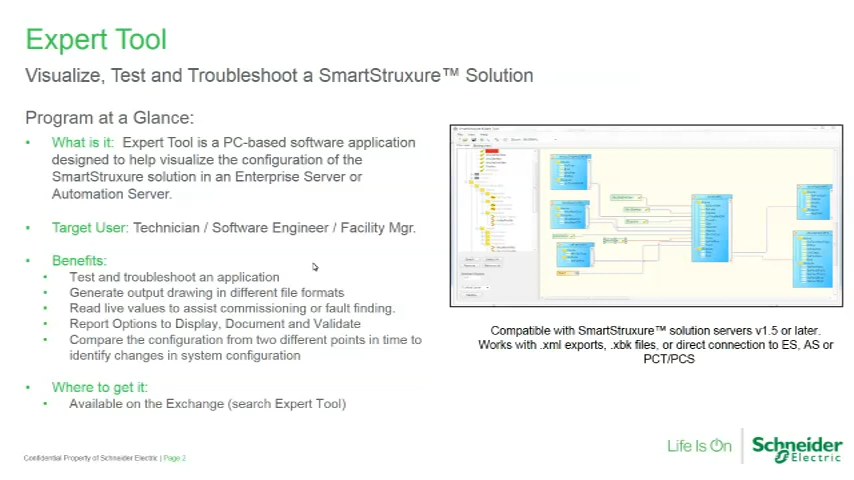 Expert Tool
Visualize, Test and Troubleshoot a SmartStruxure™ Solution
Program at a Glance:
• What is it: Expert Tool is a PC-based software application
designed to help visualize the configuration of the
SmartStruxure solution in an Enterprise Server or
Automation Server.
• Target User: Technician / Software Engineer / Facility Mgr.
• Benefits:
• Test and troubleshoot an application
• Generate output drawing in different file formats
• Read live values to assist commissioning or fault finding.
• Report Options to Display, Document and Validate
• Compare the configuration from two different points in time to
identify changes in system configuration
• Where to get it:
• Available on the Exchange (search Expert Tool)
Compatible with SmartStruxure™ solution servers v1.5 or later.
Works with .xml exports, .xbk files, or direct connection to ES, AS or
PCT/PCS
Confidential Property of Schneider Electric | Page 2
Life Is On
Schneider
Electric